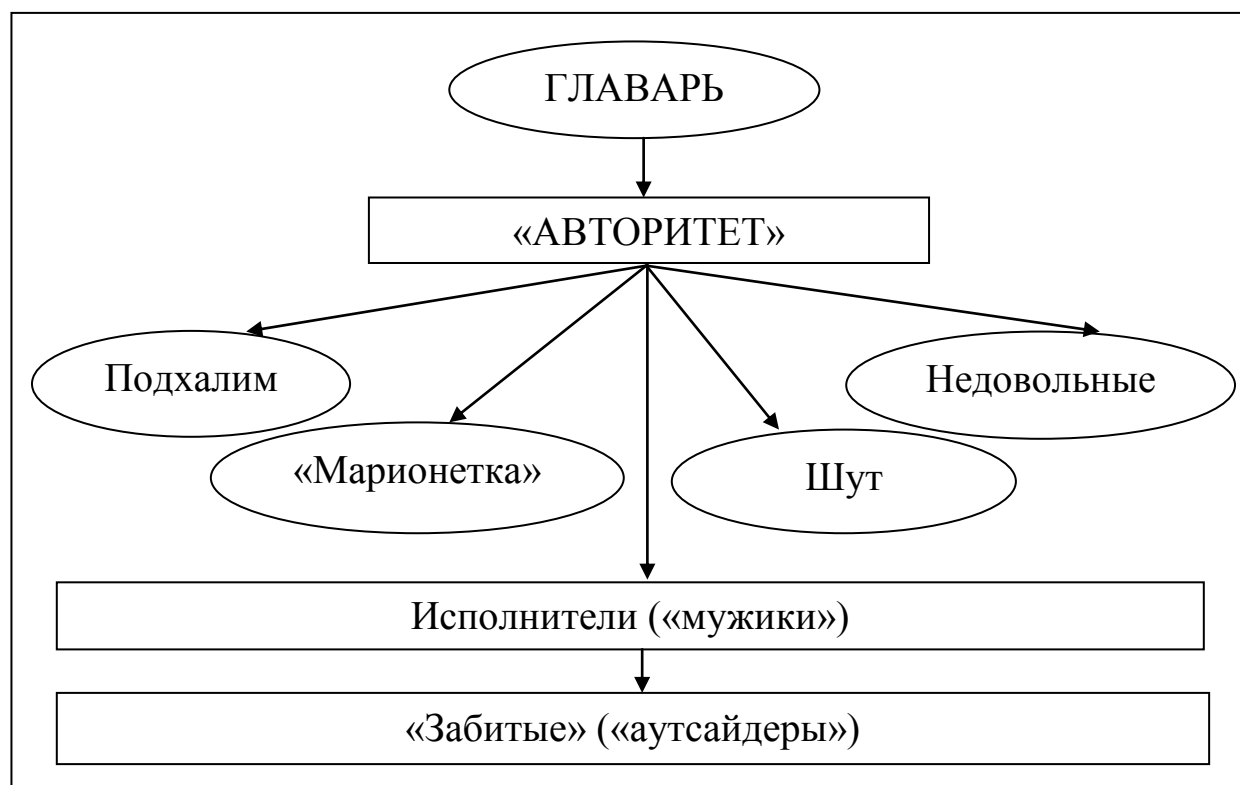 ГЛАВАРЬ
«АВТОРИТЕТ»
Подхалим
Недовольные
«Марионетка»
Шут
Исполнители («мужики»)
«Забитые» («аутсайдеры»)